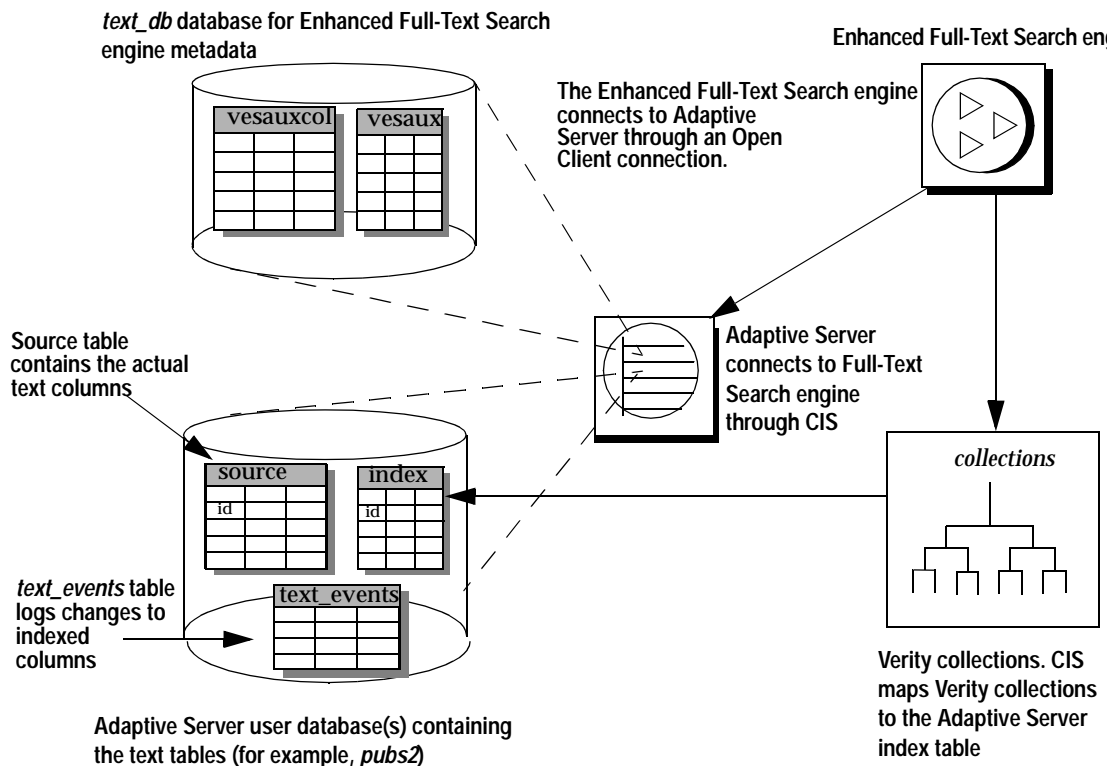 text_db database for Enhanced Full-Text Search
engine metadata
Enhanced Full-Text Search eng
The Enhanced Full-Text Search engine
connects to Adaptive
Server through an Open
Client connection.
vesauxcol
vesaux
Source table
contains the actual
text columns
Adaptive Server
connects to Full-Text
Search engine
through CIS
source
id
index
id
collections
text_events table
logs changes to
indexed
columns
text_events
Verity collections. CIS
maps Verity collections
to the Adaptive Server
index table
Adaptive Server user database(s) containing
the text tables (for example, pubs2)